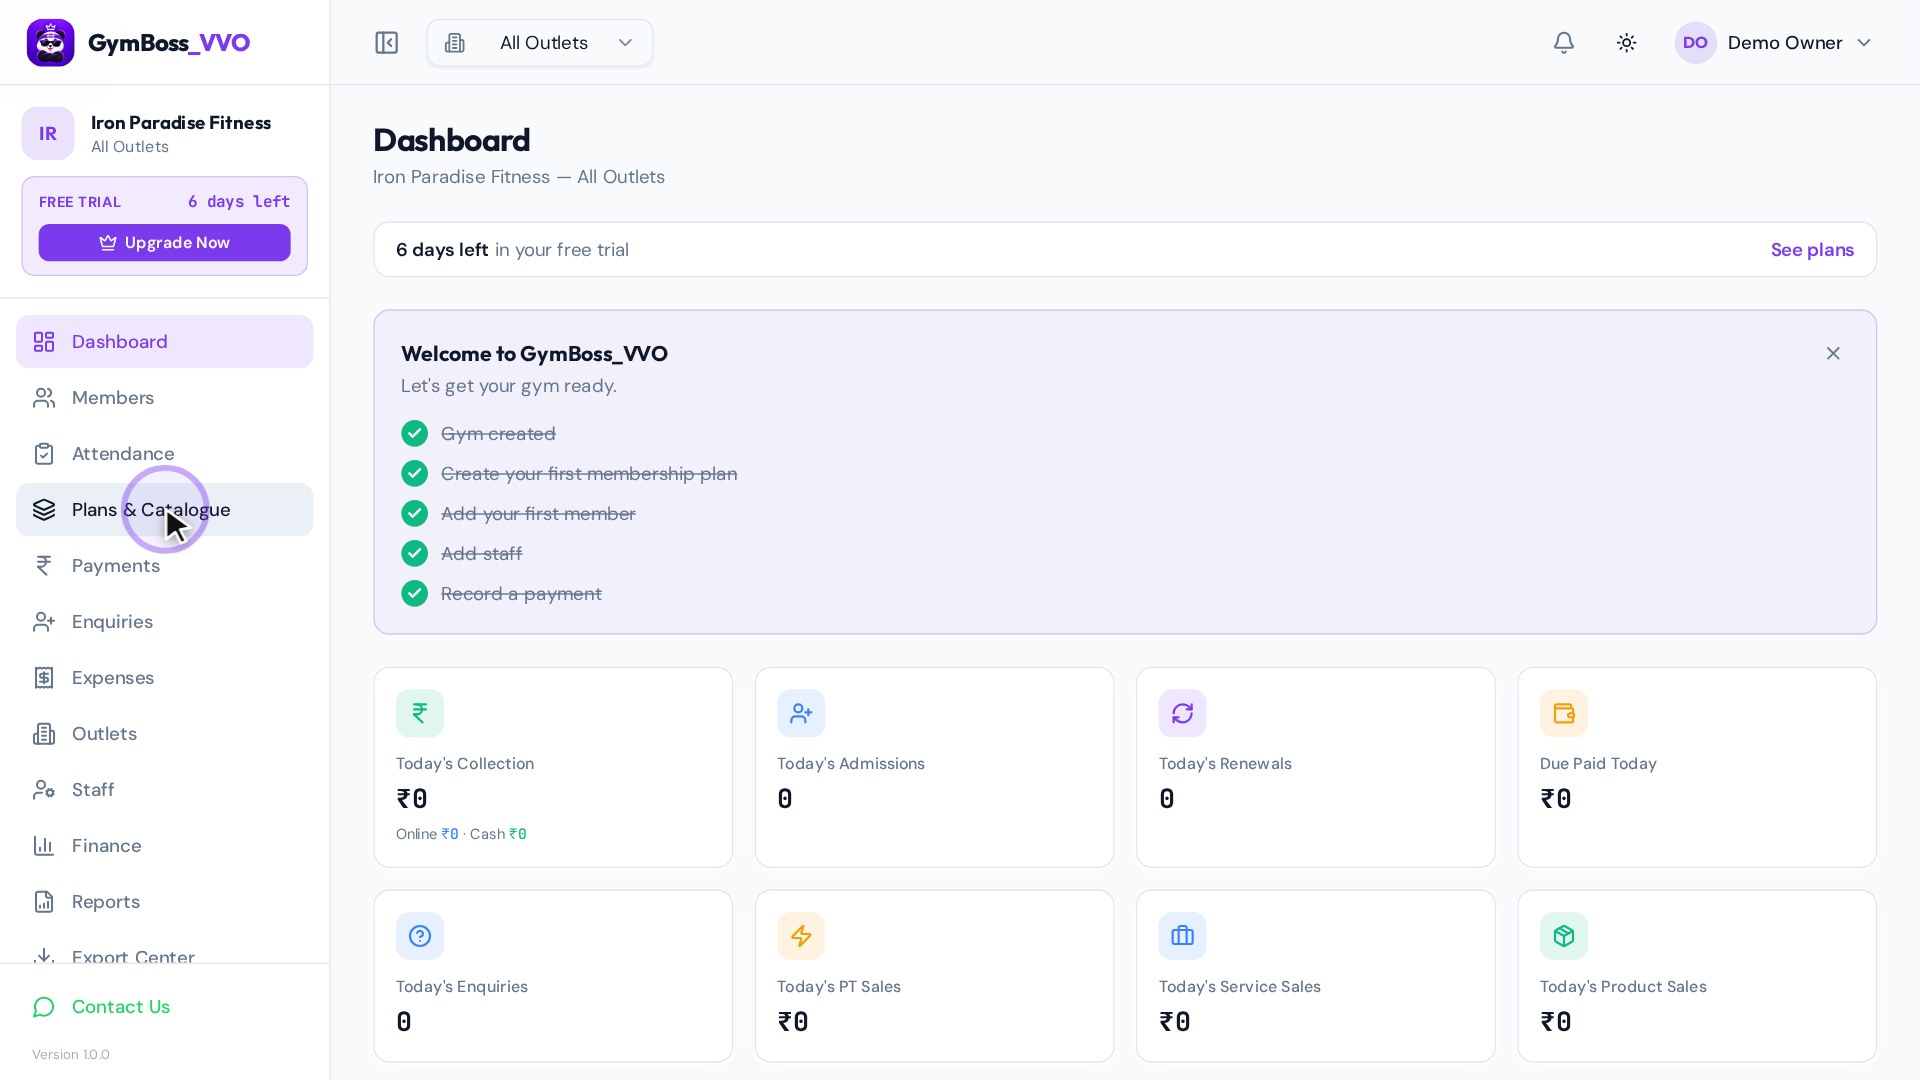 GymBoss_VVO
All Outlets
DO Demo Owner
IR
Iron Paradise Fitness
All Outlets
FREE TRIAL 6 days left
Upgrade Now
Dashboard
Members
Attendance
Plans & Catalogue
Payments
Enquiries
Expenses
Outlets
Staff
Finance
Reports
Export Center
Contact Us
Version 1.0.0
Dashboard
Iron Paradise Fitness — All Outlets
6 days left in your free trial See plans
Welcome to GymBoss_VVO
Let's get your gym ready.
Gym created
Create your first membership plan
Add your first member
Add staff
Record a payment
Today's Collection
₹0
Online ₹0 · Cash ₹0
Today's Admissions
0
Today's Renewals
0
Due Paid Today
₹0
Today's Enquiries
0
Today's PT Sales
₹0
Today's Service Sales
₹0
Today's Product Sales
₹0